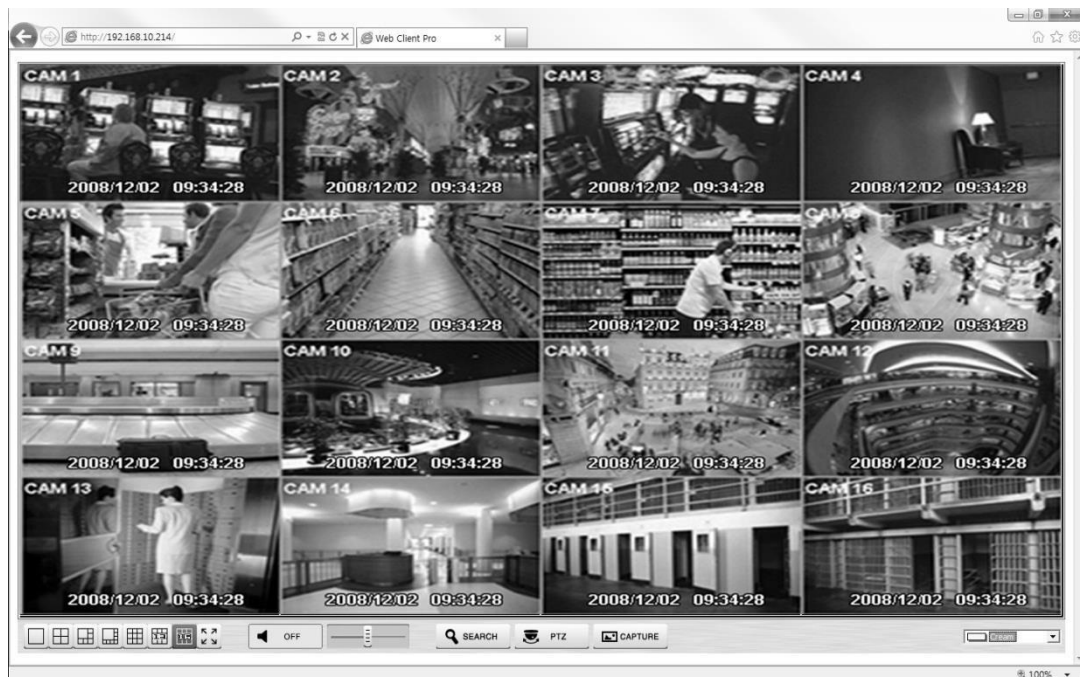 http://192.168.10.214/
Web Client Pro
CAM 1
2008/12/02 09:34:28
CAM 2
2008/12/02 09:34:28
CAM 3
2008/12/02 09:34:28
CAM 4
2008/12/02 09:34:28
CAM 5
2008/12/02 09:34:28
CAM 6
2008/12/02 09:34:28
CAM 7
2008/12/02 09:34:28
CAM 8
2008/12/02 09:34:28
CAM 9
2008/12/02 09:34:28
CAM 10
2008/12/02 09:34:28
CAM 11
2008/12/02 09:34:28
CAM 12
2008/12/02 09:34:28
CAM 13
2008/12/02 09:34:28
CAM 14
2008/12/02 09:34:28
CAM 15
2008/12/02 09:34:28
CAM 16
2008/12/02 09:34:28
OFF
SEARCH
PTZ
CAPTURE
Cream
100%